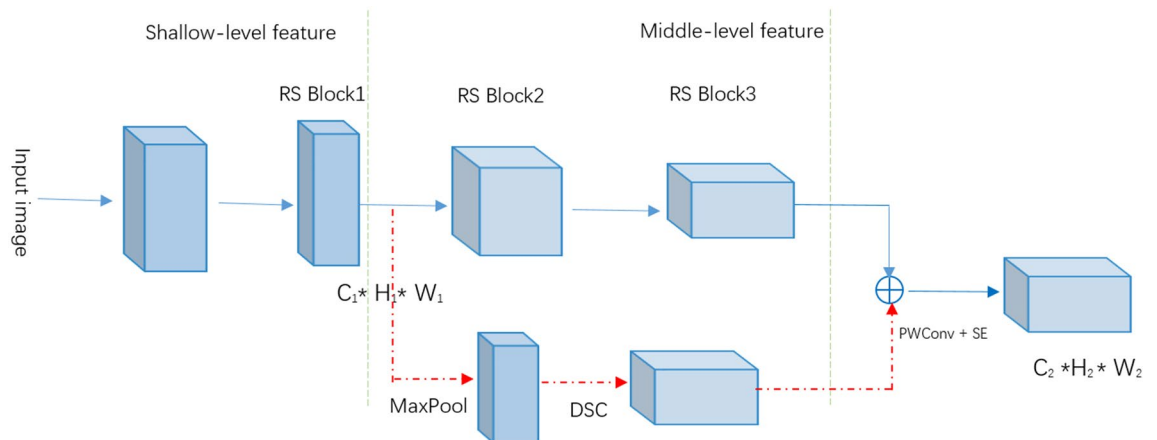 Shallow-level feature
Middle-level feature
RS Block1
RS Block2
RS Block3
Input image
C₁* H₁* W₁
PWConv + SE
C₂ *H₂* W₂
MaxPool
DSC